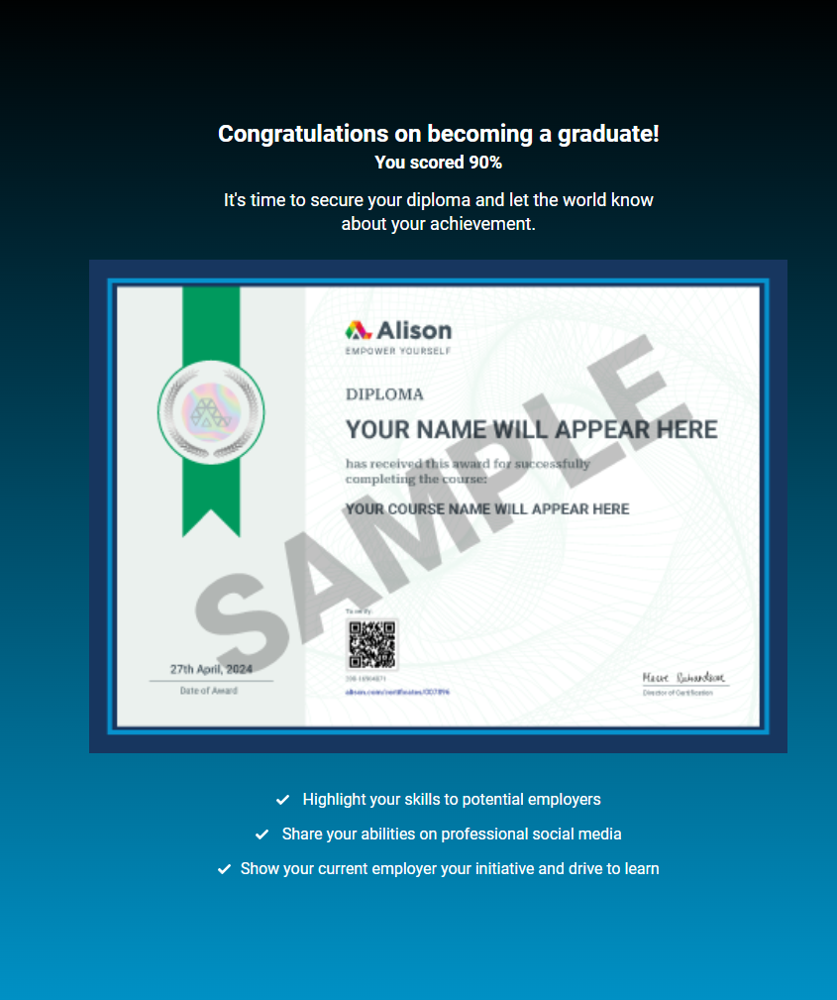 Congratulations on becoming a graduate!
You scored 90%
It's time to secure your diploma and let the world know
about your achievement.
Alison
EMPOWER YOURSELF
DIPLOMA
YOUR NAME WILL APPEAR HERE
has received this award for successfully
completing the course:
YOUR COURSE NAME WILL APPEAR HERE
SAMPLE
To verify:
27th April, 2024
Date of Award
alison.com/certificates/
Director of Certification
Highlight your skills to potential employers
Share your abilities on professional social media
Show your current employer your initiative and drive to learn